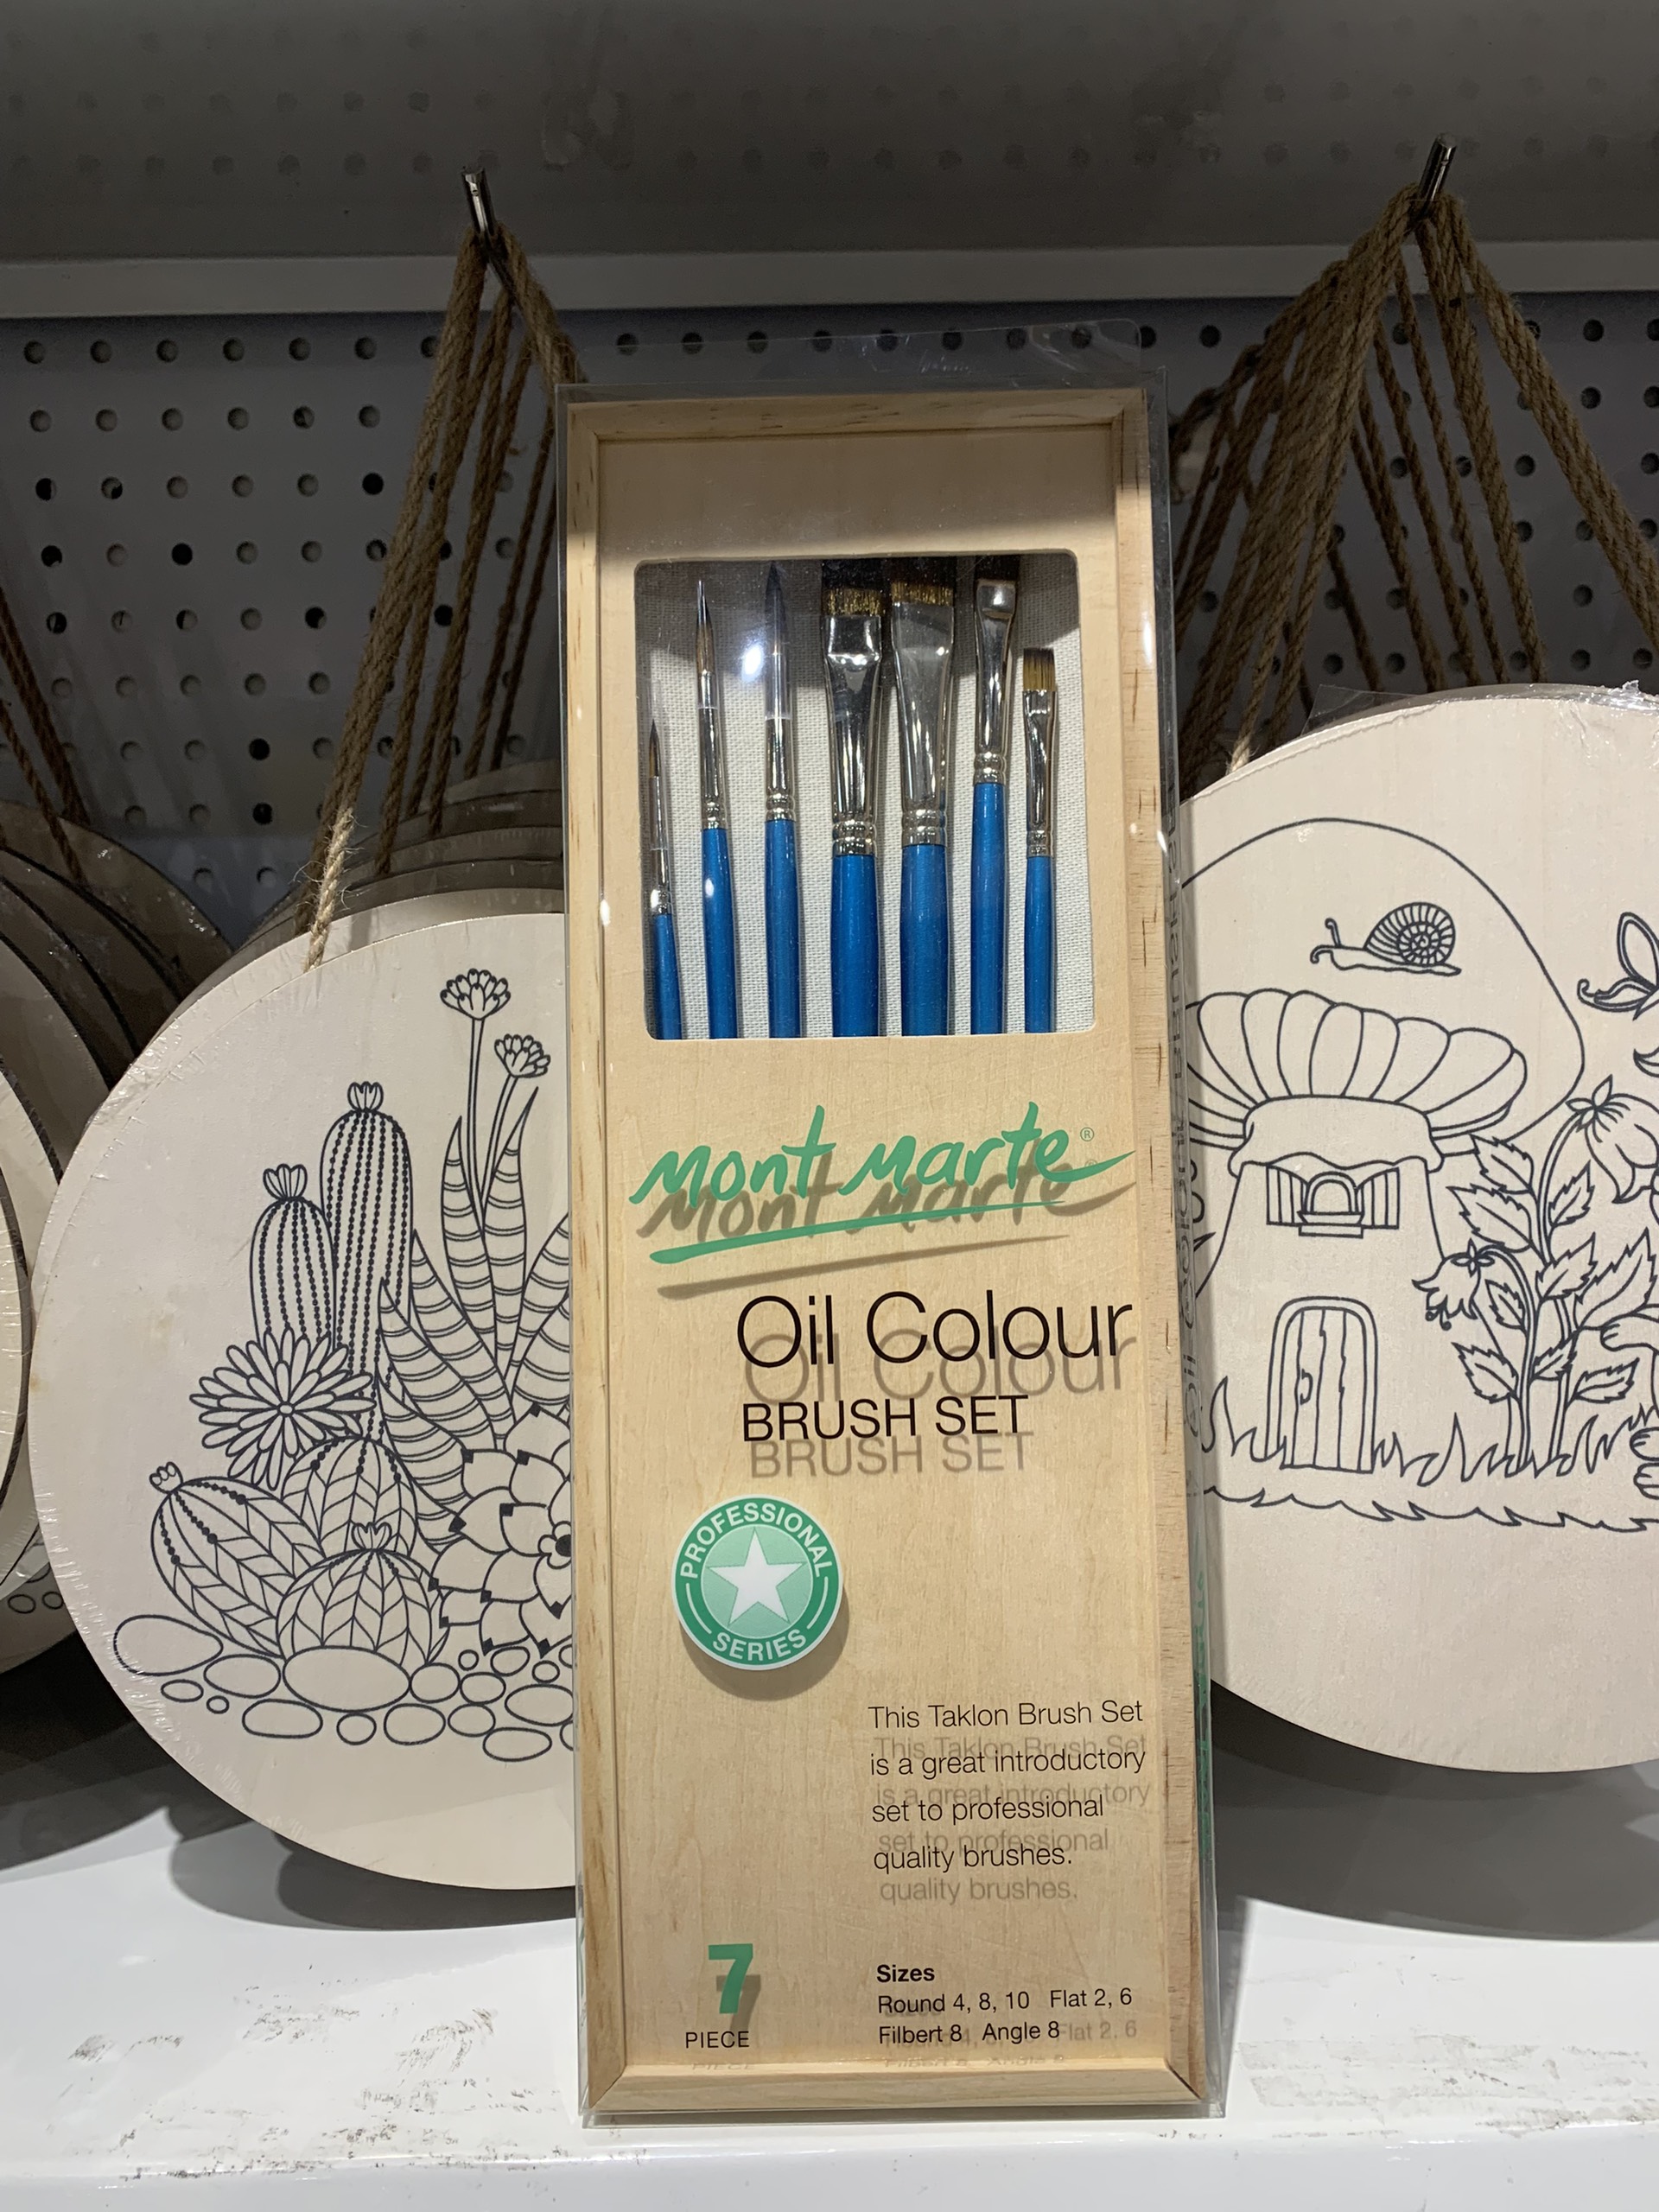 Mont Marte®
Oil Colour
BRUSH SET
PROFESSIONAL
SERIES
This Taklon Brush Set
is a great introductory
set to professional
quality brushes.
7
PIECE
Sizes
Round 4, 8, 10 Flat 2, 6
Filbert 8 Angle 8